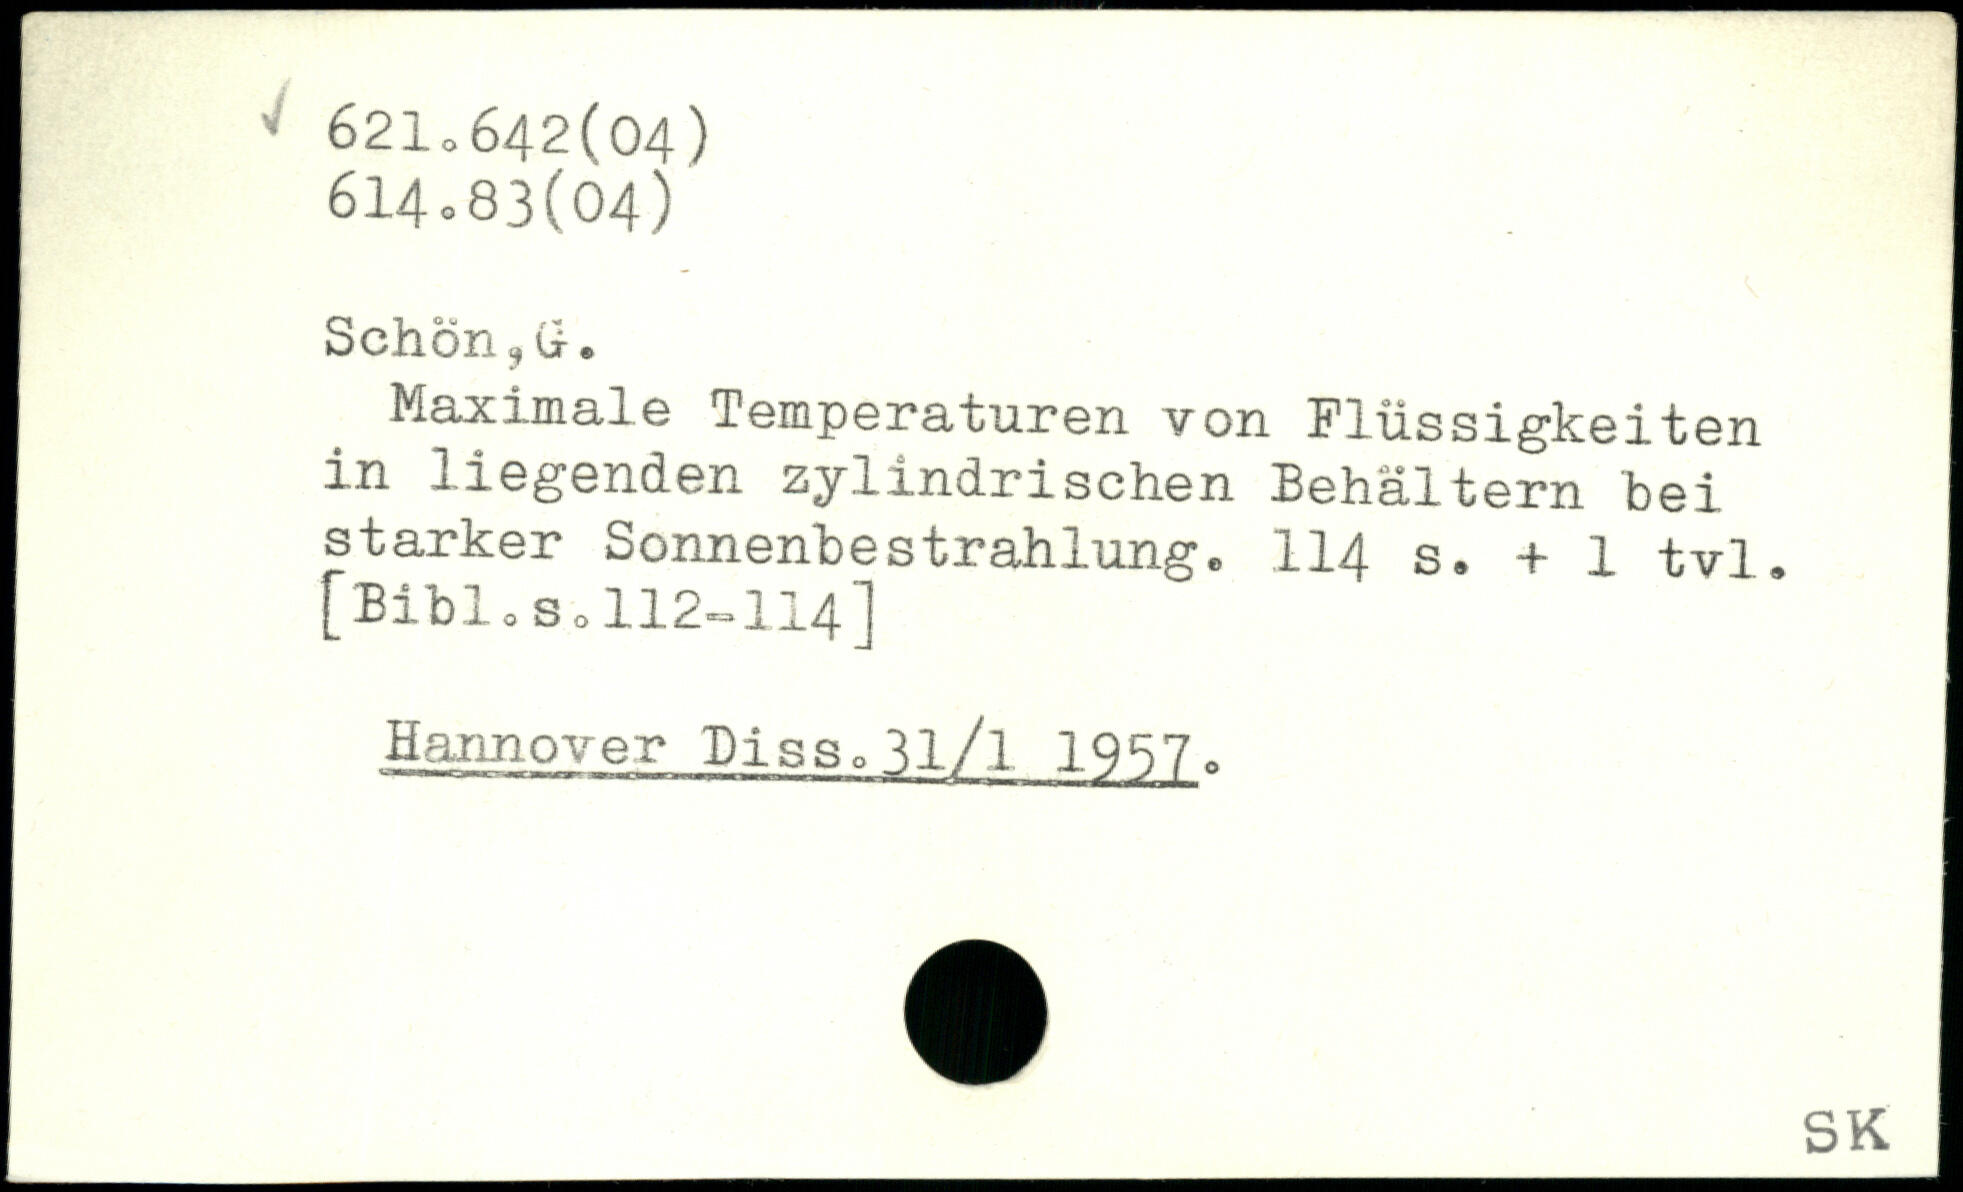 ✓ 621.642(04)
614.83(04)
Schön,G.
Maximale Temperaturen von Flüssigkeiten
in liegenden zylindrischen Behältern bei
starker Sonnenbestrahlung. 114 s. + 1 tvl.
[Bibl.s.112-114]
Hannover Diss.31/1 1957.
SK